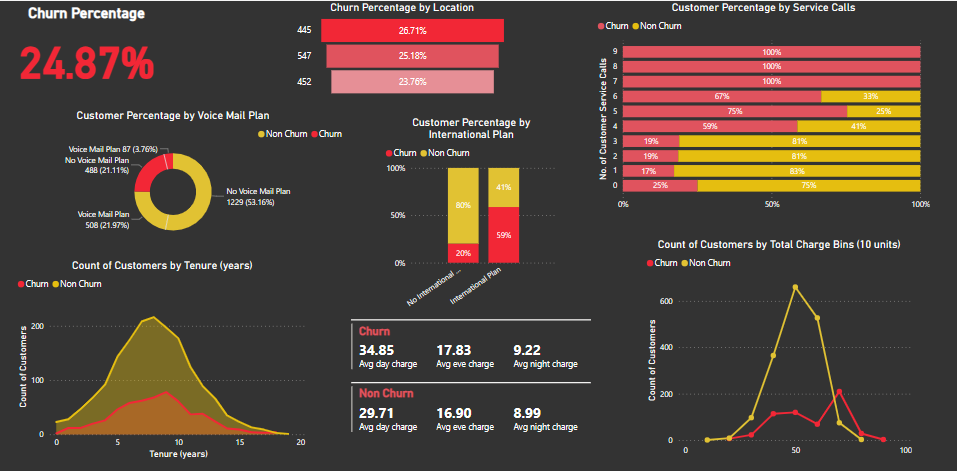 Churn Percentage
24.87%
Churn Percentage by Location
445
26.71%
547
25.18%
452
23.76%
Customer Percentage by Service Calls
Churn Non Churn
No. of Customer Service Calls
9 100%
8 100%
7 100%
6 67% 33%
5 75% 25%
4 59% 41%
3 19% 81%
2 19% 81%
1 17% 83%
0 25% 75%
0% 50% 100%
Customer Percentage by Voice Mail Plan
Non Churn Churn
Voice Mail Plan 87 (3.76%)
No Voice Mail Plan
488 (21.11%)
No Voice Mail Plan
1229 (53.16%)
Voice Mail Plan
508 (21.97%)
Customer Percentage by
International Plan
Churn Non Churn
100%
50%
0%
80%
20%
41%
59%
No International ...
International Plan
Count of Customers by Tenure (years)
Churn Non Churn
Count of Customers
200
100
0
0 5 10 15 20
Tenure (years)
Churn
34.85 17.83 9.22
Avg day charge Avg eve charge Avg night charge
Non Churn
29.71 16.90 8.99
Avg day charge Avg eve charge Avg night charge
Count of Customers by Total Charge Bins (10 units)
Churn Non Churn
Count of Customers
600
400
200
0
0 50 100